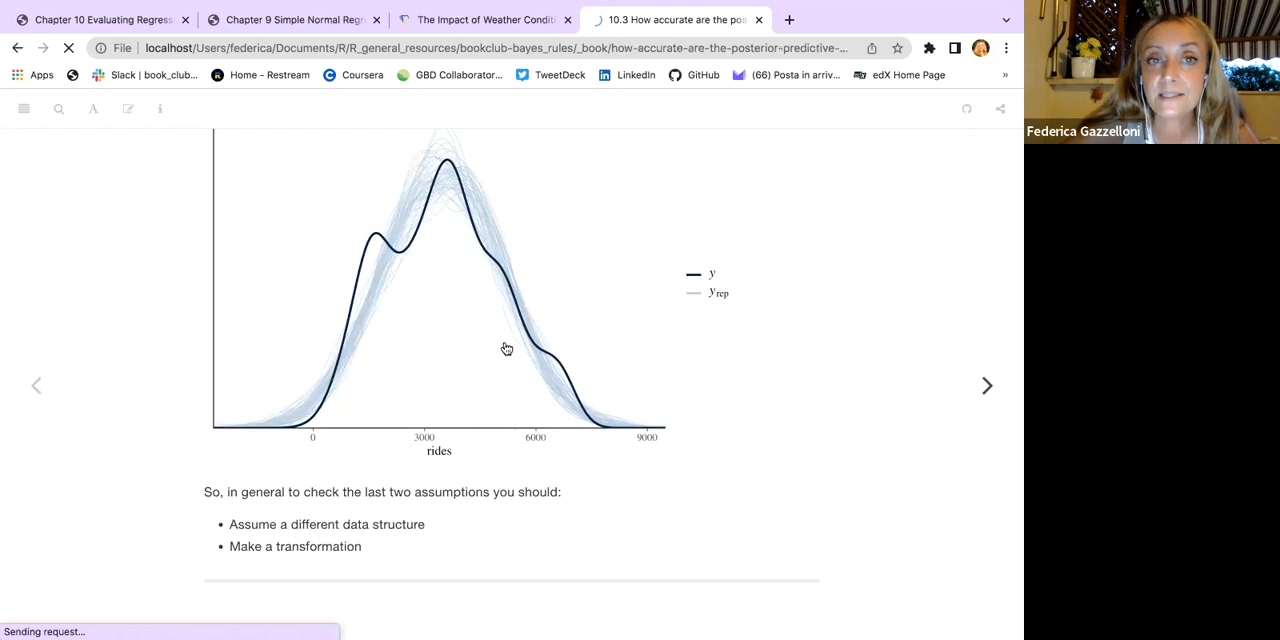 Chapter 10 Evaluating Regress
Chapter 9 Simple Normal Regr
The Impact of Weather Conditi
10.3 How accurate are the pos
File
localhost/Users/federica/Documents/R/R_general_resources/bookclub-bayes_rules/_book/how-accurate-are-the-posterior-predictive-...
Apps
Slack | book_club...
Home - Restream
Coursera
GBD Collaborator...
TweetDeck
LinkedIn
GitHub
(66) Posta in arriv...
edX Home Page
»
Federica Gazzelloni
y
yrep
0 3000 6000 9000
rides
So, in general to check the last two assumptions you should:
• Assume a different data structure
• Make a transformation
Sending request...